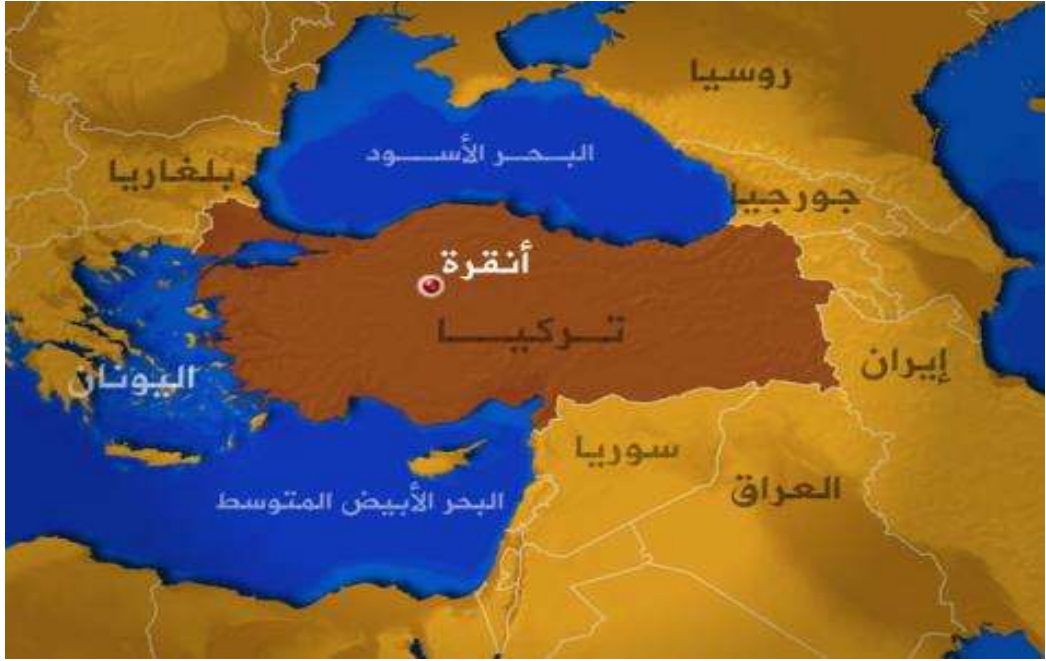 روسيا
البحر الأسود
بلغاريا
جورجيا
أنقرة
تركيا
إيران
اليونان
سوريا
العراق
البحر الأبيض المتوسط